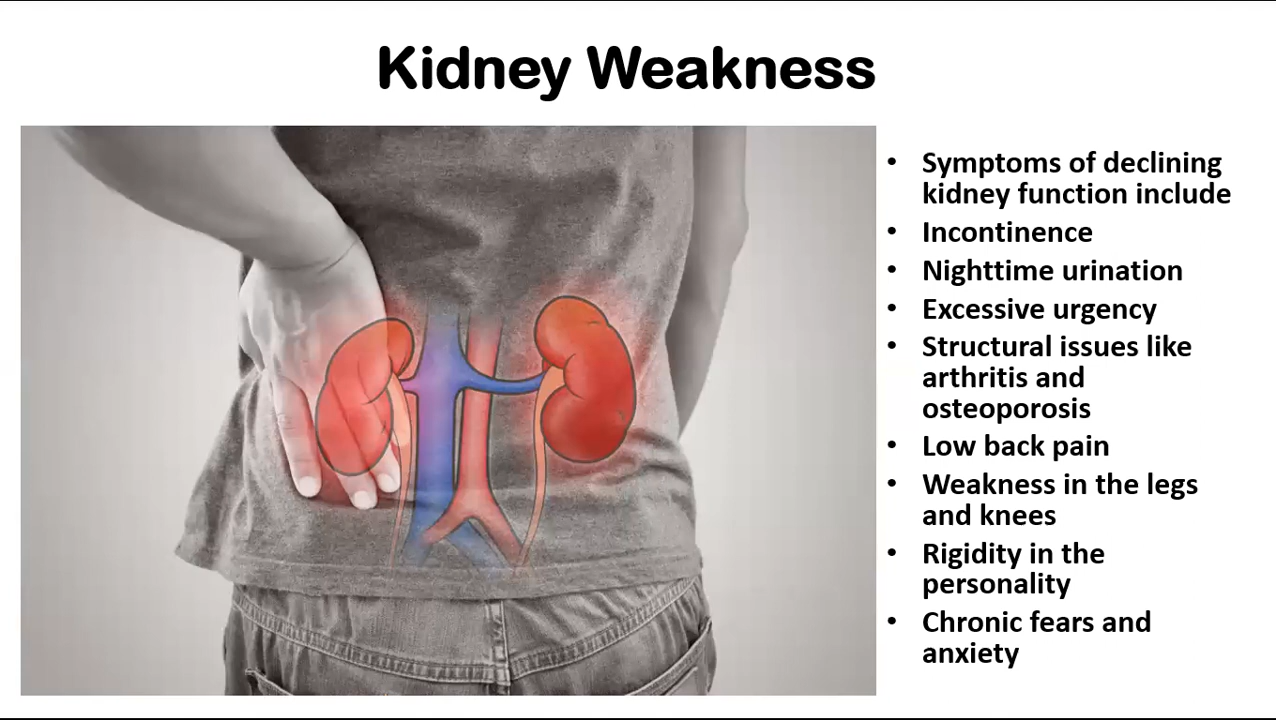 Kidney Weakness
• Symptoms of declining
kidney function include
• Incontinence
• Nighttime urination
• Excessive urgency
• Structural issues like
arthritis and
osteoporosis
• Low back pain
• Weakness in the legs
and knees
• Rigidity in the
personality
• Chronic fears and
anxiety